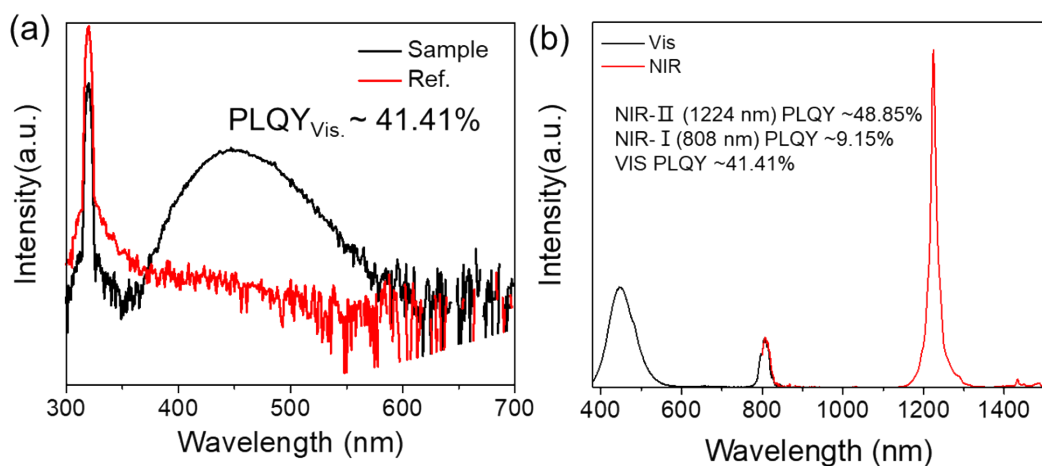 (a)
Sample
Ref.
PLQYVis. ~ 41.41%
Intensity(a.u.)
300 400 500 600 700
Wavelength (nm)
(b)
Vis
NIR
NIR-Ⅱ (1224 nm) PLQY ~48.85%
NIR-Ⅰ (808 nm) PLQY ~9.15%
VIS PLQY ~41.41%
Intensity(a.u.)
400 600 800 1000 1200 1400
Wavelength (nm)